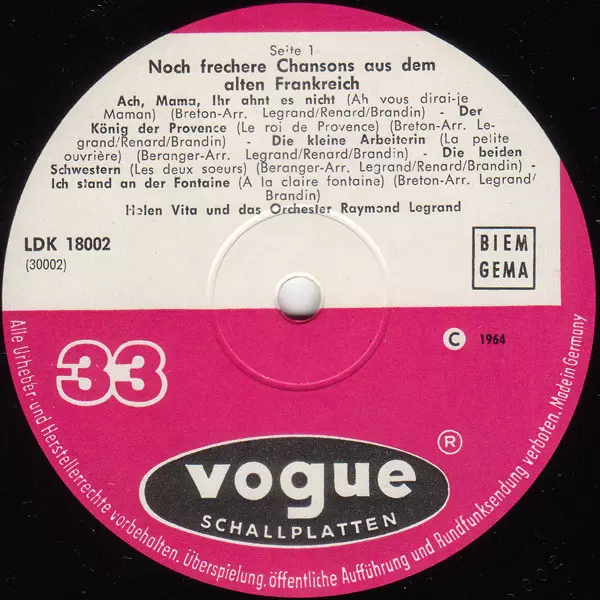 Seite 1
Noch frechere Chansons aus dem
alten Frankreich
Ach, Mama, Ihr ahnt es nicht (Ah vous dirai-je
Maman) (Breton-Arr. Legrand/Renard/Brandin) - Der
König der Provence (Le roi de Provence) (Breton-Arr. Le-
grand/Renard/Brandin) - Die kleine Arbeiterin (La petite
ouvrière) (Beranger-Arr. Legrand/Renard/Brandin) - Die beiden
Schwestern (Les deux soeurs) (Beranger-Arr. Legrand/Renard/Brandin) -
Ich stand an der Fontaine (A la claire fontaine) (Breton-Arr. Legrand/
Brandin)
Helen Vita und das Orchester Raymond Legrand
LDK 18002
(30002)
BIEM
GEMA
33
C 1964
vogue
®
SCHALLPLATTEN
Alle Urheber- und Herstellerrechte vorbehalten. Überspielung, öffentliche Aufführung und Rundfunksendung verboten. Made in Germany